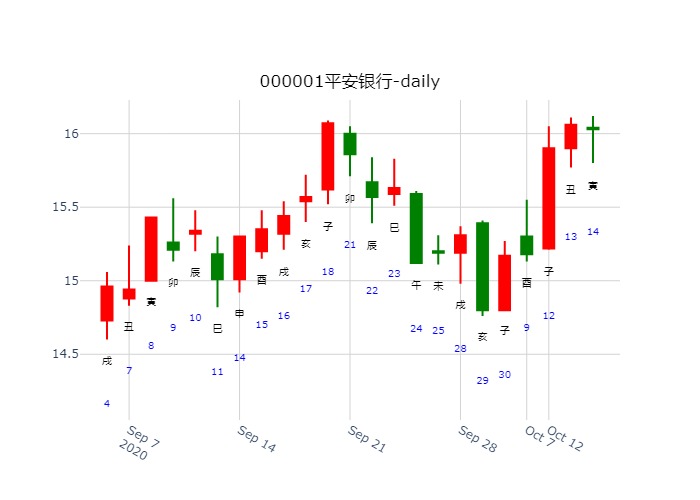 000001平安银行-daily
16
15.5
15
14.5
戌
丑
寅
卯
辰
巳
申
酉
戌
亥
子
卯
辰
巳
午
未
戌
亥
子
酉
子
丑
寅
4
7
8
9
10
11
14
15
16
17
18
21
22
23
24
25
28
29
30
9
12
13
14
Sep 7
2020
Sep 14
Sep 21
Sep 28
Oct 7
Oct 12